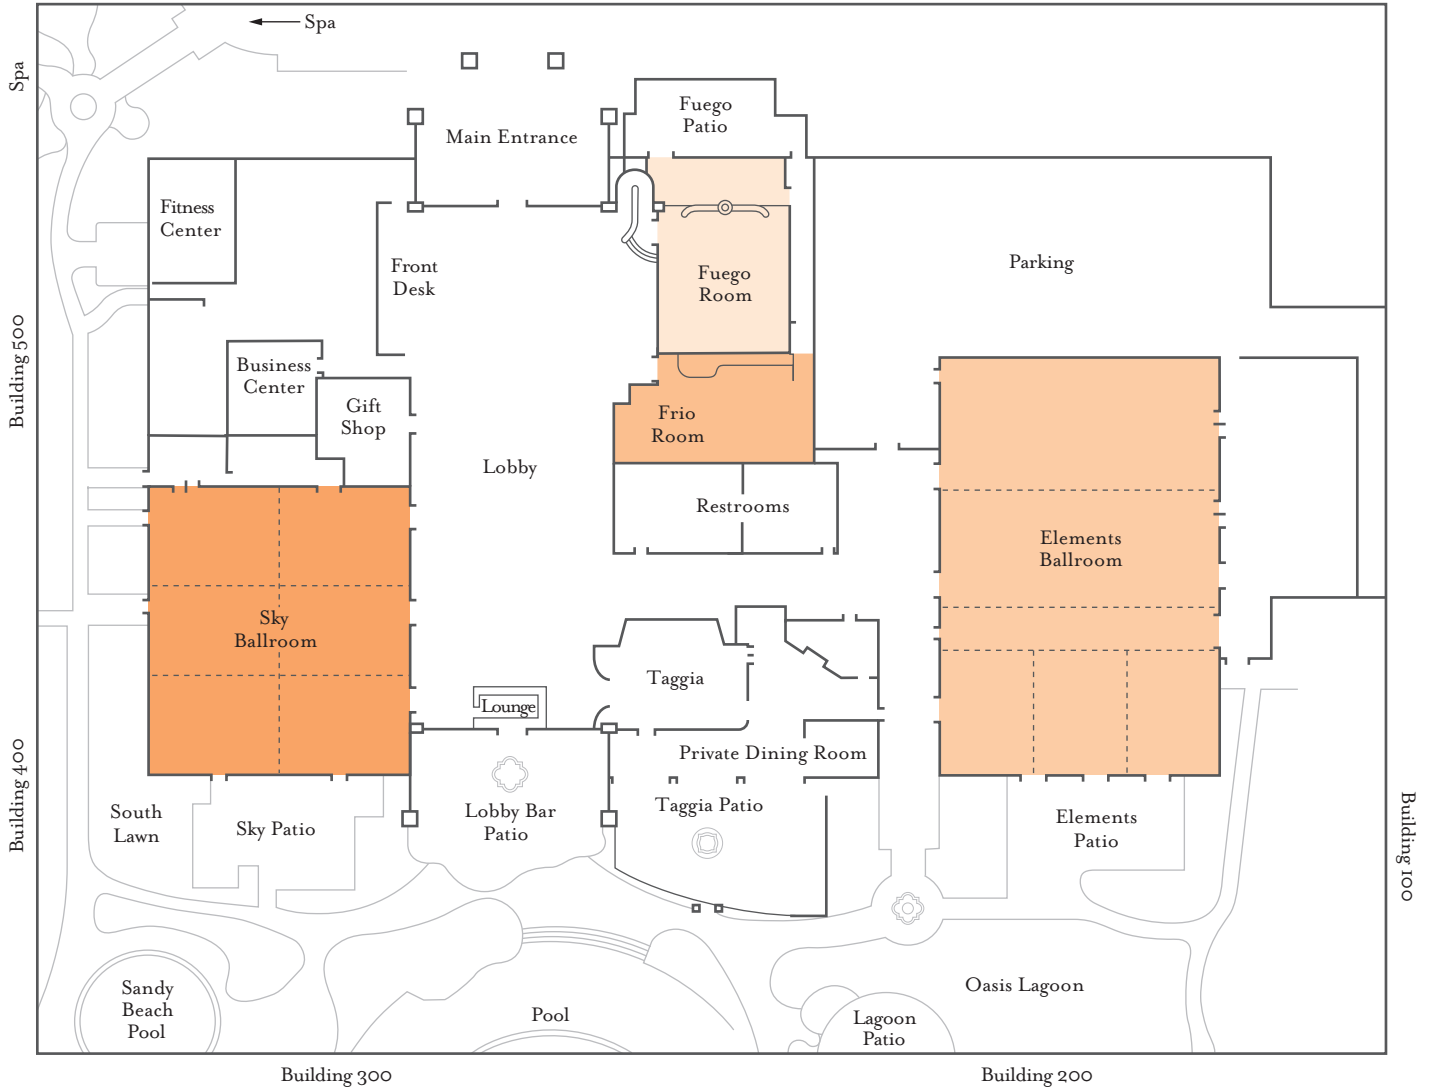 Spa
Spa
Fuego
Patio
Main Entrance
Fitness
Center
Front
Desk
Fuego
Room
Parking
Building 500
Business
Center
Gift
Shop
Frio
Room
Lobby
Restrooms
Elements
Ballroom
Sky
Ballroom
Taggia
Lounge
Private Dining Room
Building 400
South
Lawn
Sky Patio
Lobby Bar
Patio
Taggia Patio
Elements
Patio
Building 100
Sandy
Beach
Pool
Pool
Oasis Lagoon
Lagoon
Patio
Building 300
Building 200